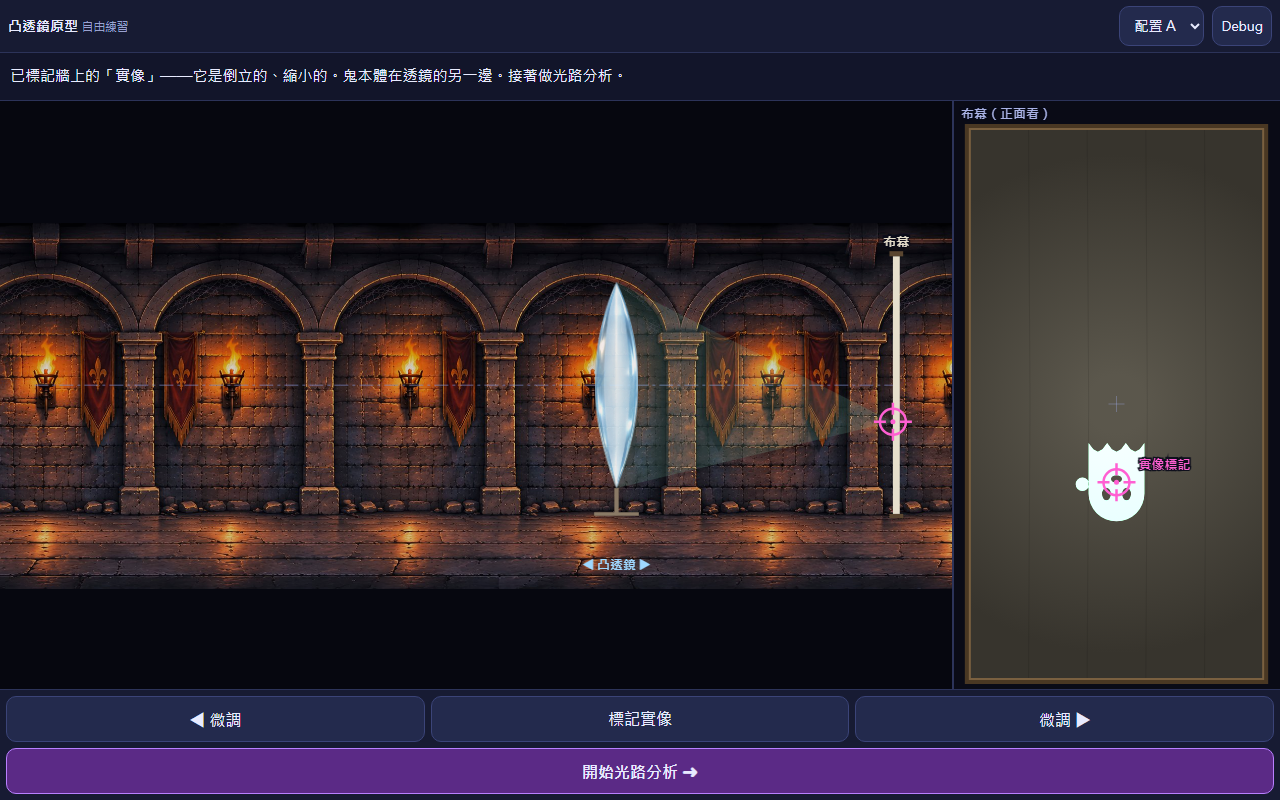 凸透鏡原型 自由練習
配置 A
Debug
已標記牆上的「實像」——它是倒立的、縮小的。鬼本體在透鏡的另一邊。接著做光路分析。
布幕（正面看）
布幕
實像標記
◀ 凸透鏡 ▶
◀ 微調
標記實像
微調 ▶
開始光路分析 ➜